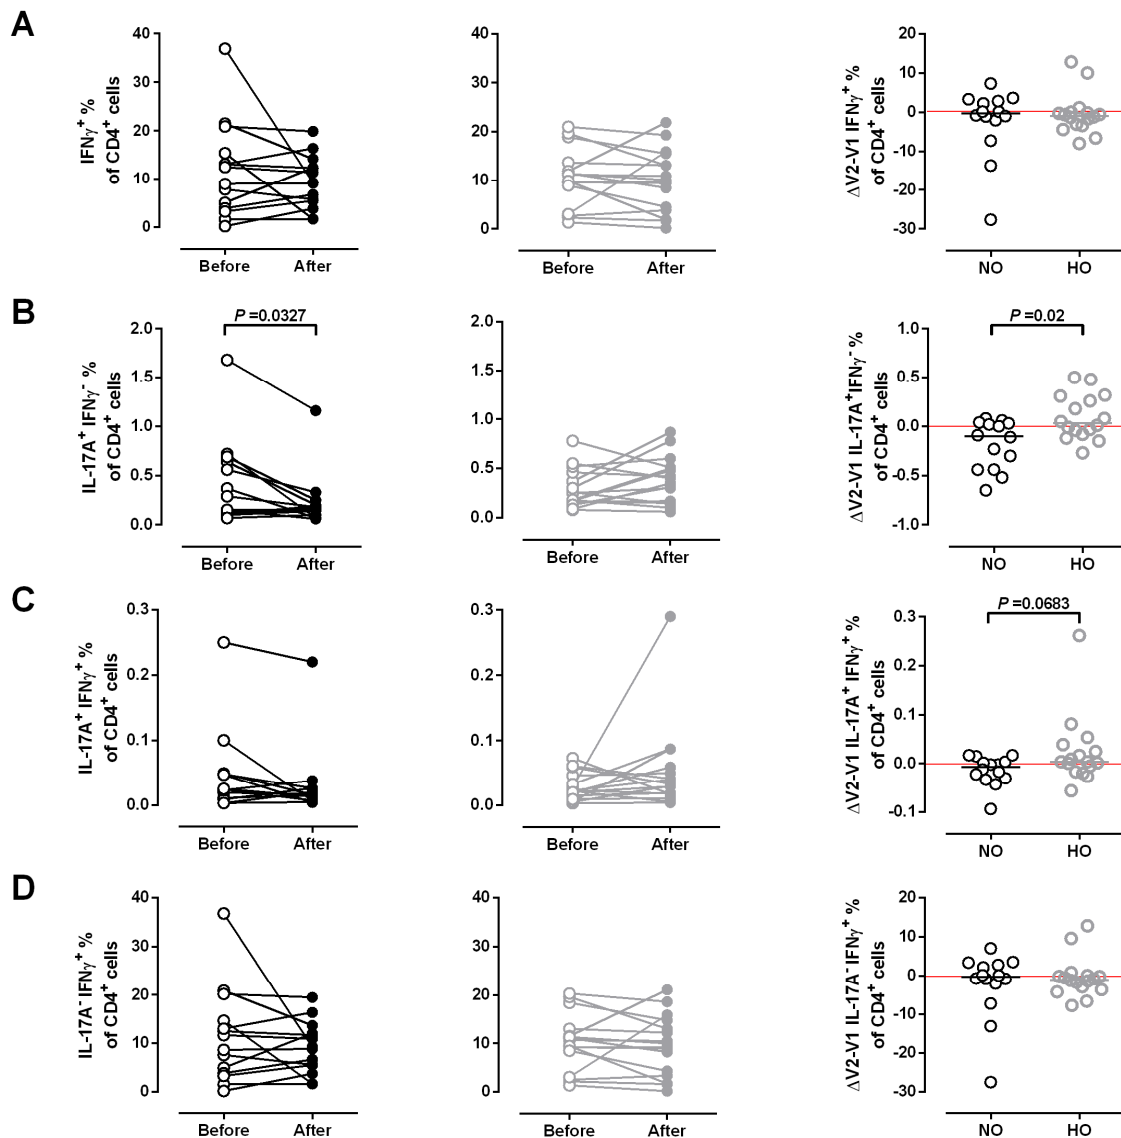 A
IFNγ⁺ %
of CD4⁺ cells
40
30
20
10
0
Before After
40
30
20
10
0
Before After
ΔV2-V1 IFNγ⁺ %
of CD4⁺ cells
20
10
0
-10
-20
-30
NO HO
B
IL-17A⁺ IFNγ⁻ %
of CD4⁺ cells
2.0
1.5
1.0
0.5
0.0
P =0.0327
Before After
2.0
1.5
1.0
0.5
0.0
Before After
ΔV2-V1 IL-17A⁺IFNγ⁻ %
of CD4⁺ cells
1.0
0.5
0.0
-0.5
-1.0
P =0.02
NO HO
C
IL-17A⁺ IFNγ⁺ %
of CD4⁺ cells
0.3
0.2
0.1
0.0
Before After
0.3
0.2
0.1
0.0
Before After
ΔV2-V1 IL-17A⁺ IFNγ⁺ %
of CD4⁺ cells
0.3
0.2
0.1
0.0
-0.1
P =0.0683
NO HO
D
IL-17A⁻ IFNγ⁺ %
of CD4⁺ cells
40
30
20
10
0
Before After
40
30
20
10
0
Before After
ΔV2-V1 IL-17A⁻IFNγ⁺ %
of CD4⁺ cells
20
10
0
-10
-20
-30
NO HO